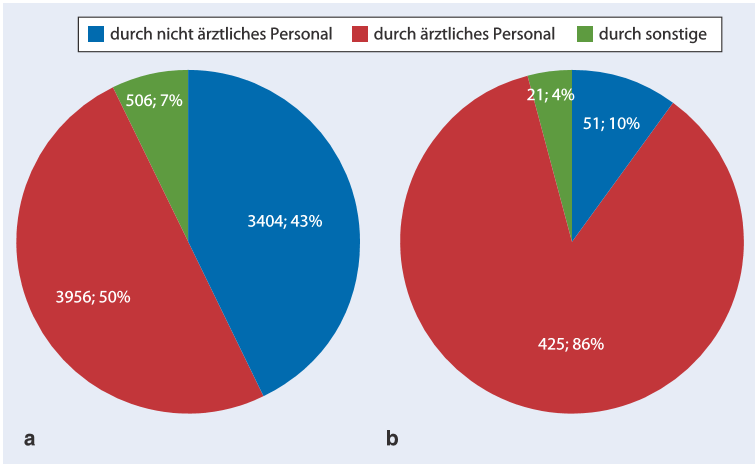 durch nicht ärztliches Personal durch ärztliches Personal durch sonstige
506; 7%
3404; 43%
3956; 50%
a
21; 4%
51; 10%
425; 86%
b